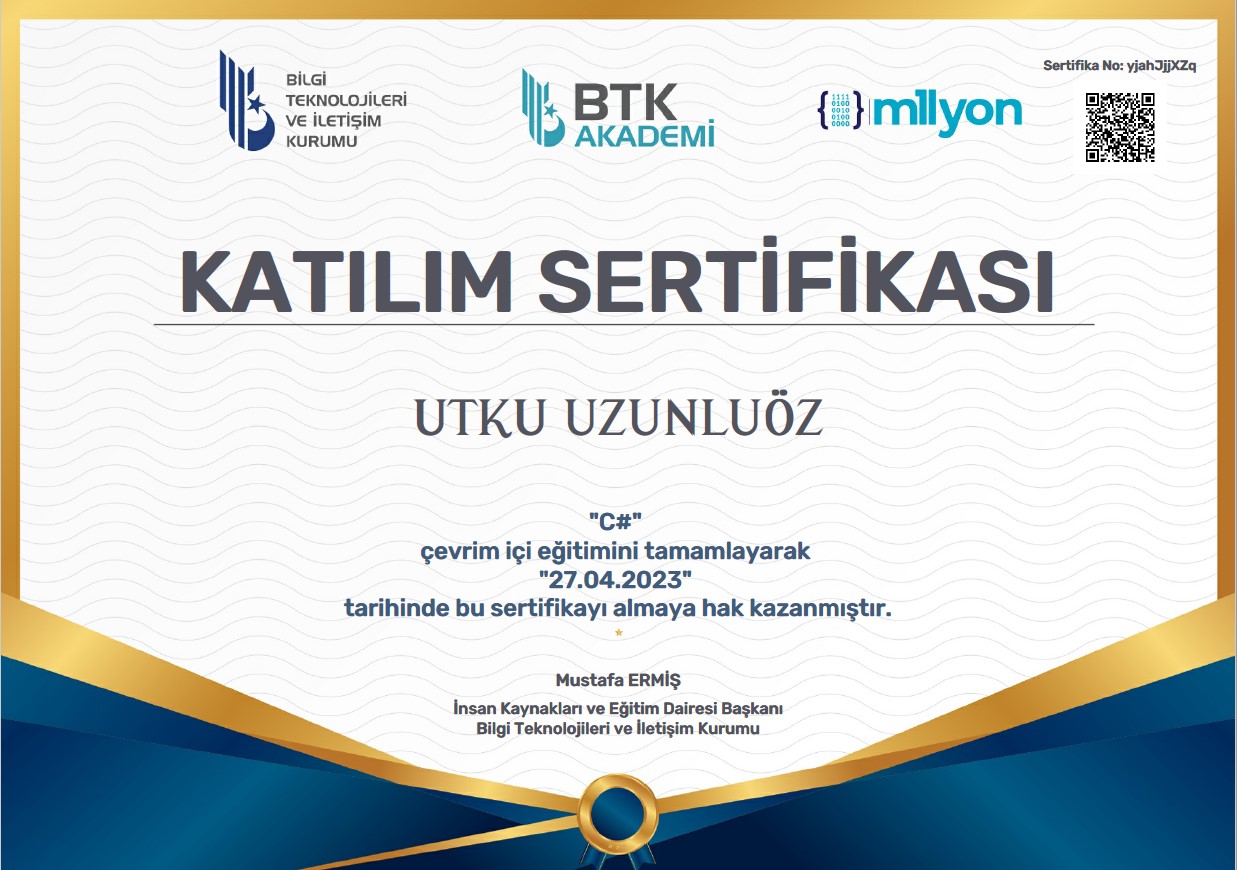 BİLGİ
TEKNOLOJİLERİ
VE İLETİŞİM
KURUMU
BTK
AKADEMİ
1111
0100
0010
0100
0000
m1lyon
Sertifika No: yjahJjjXZq
KATILIM SERTİFİKASI
UTKU UZUNLUÖZ
"C#"
çevrim içi eğitimini tamamlayarak
"27.04.2023"
tarihinde bu sertifikayı almaya hak kazanmıştır.
Mustafa ERMİŞ
İnsan Kaynakları ve Eğitim Dairesi Başkanı
Bilgi Teknolojileri ve İletişim Kurumu